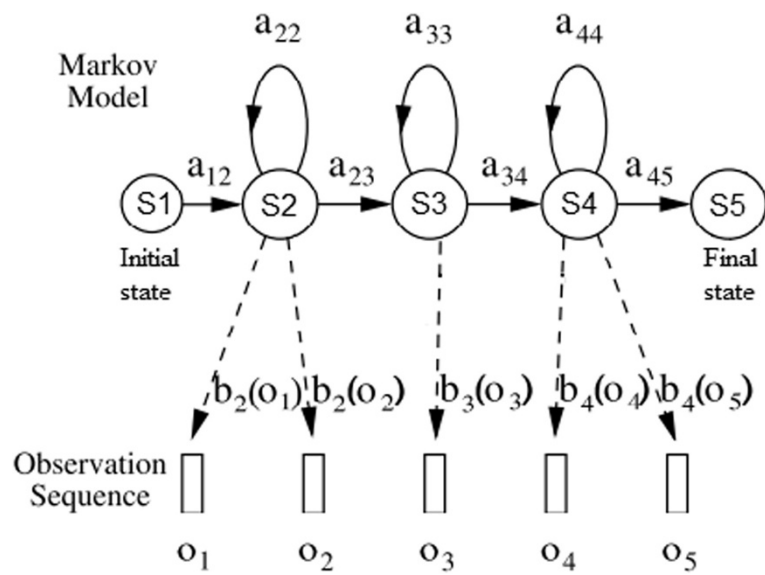 a₂₂ a₃₃ a₄₄
Markov
Model
a₁₂ a₂₃ a₃₄ a₄₅
S1 S2 S3 S4 S5
Initial
state
Final
state
b₂(o₁) b₂(o₂) b₃(o₃) b₄(o₄) b₄(o₅)
Observation
Sequence
o₁ o₂ o₃ o₄ o₅